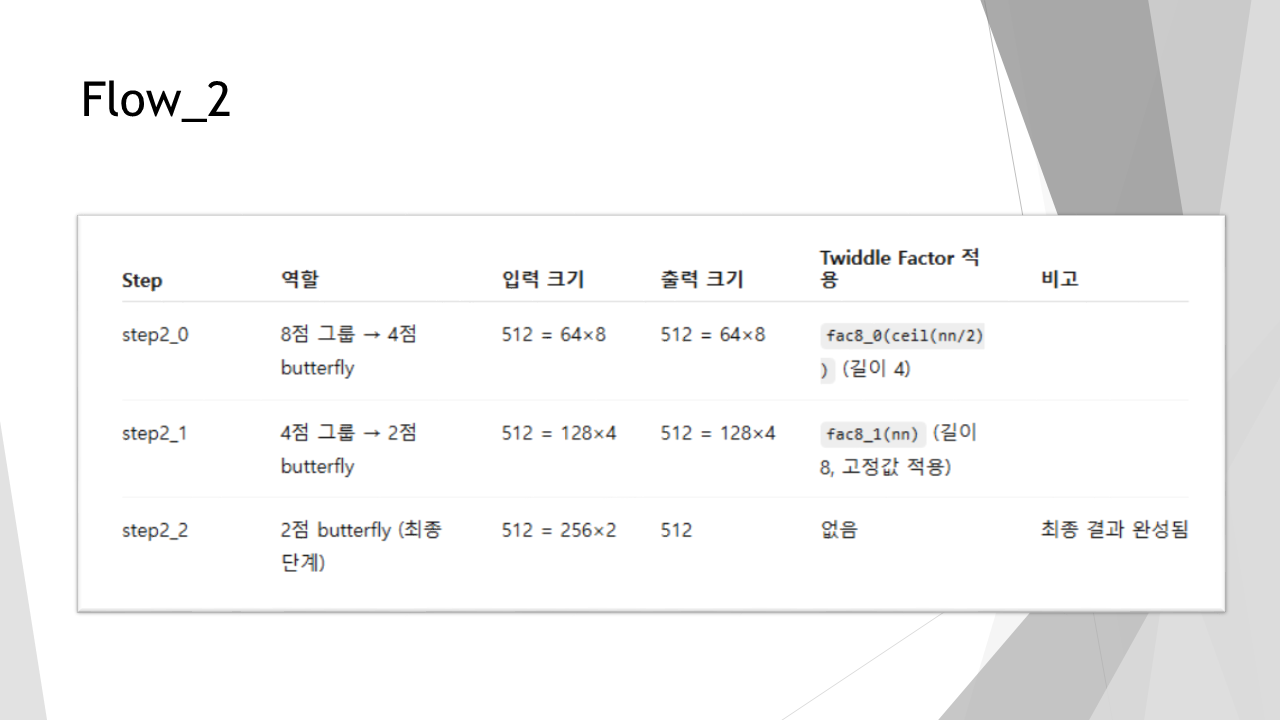 Flow_2
Twiddle Factor 적
Step 역할 입력 크기 출력 크기 용 비고
step2_0 8점 그룹 → 4점 512 = 64×8 512 = 64×8 fac8_0(ceil(nn/2)
butterfly ) (길이 4)
step2_1 4점 그룹 → 2점 512 = 128×4 512 = 128×4 fac8_1(nn) (길이
butterfly 8, 고정값 적용)
step2_2 2점 butterfly (최종 512 = 256×2 512 없음 최종 결과 완성됨
단계)